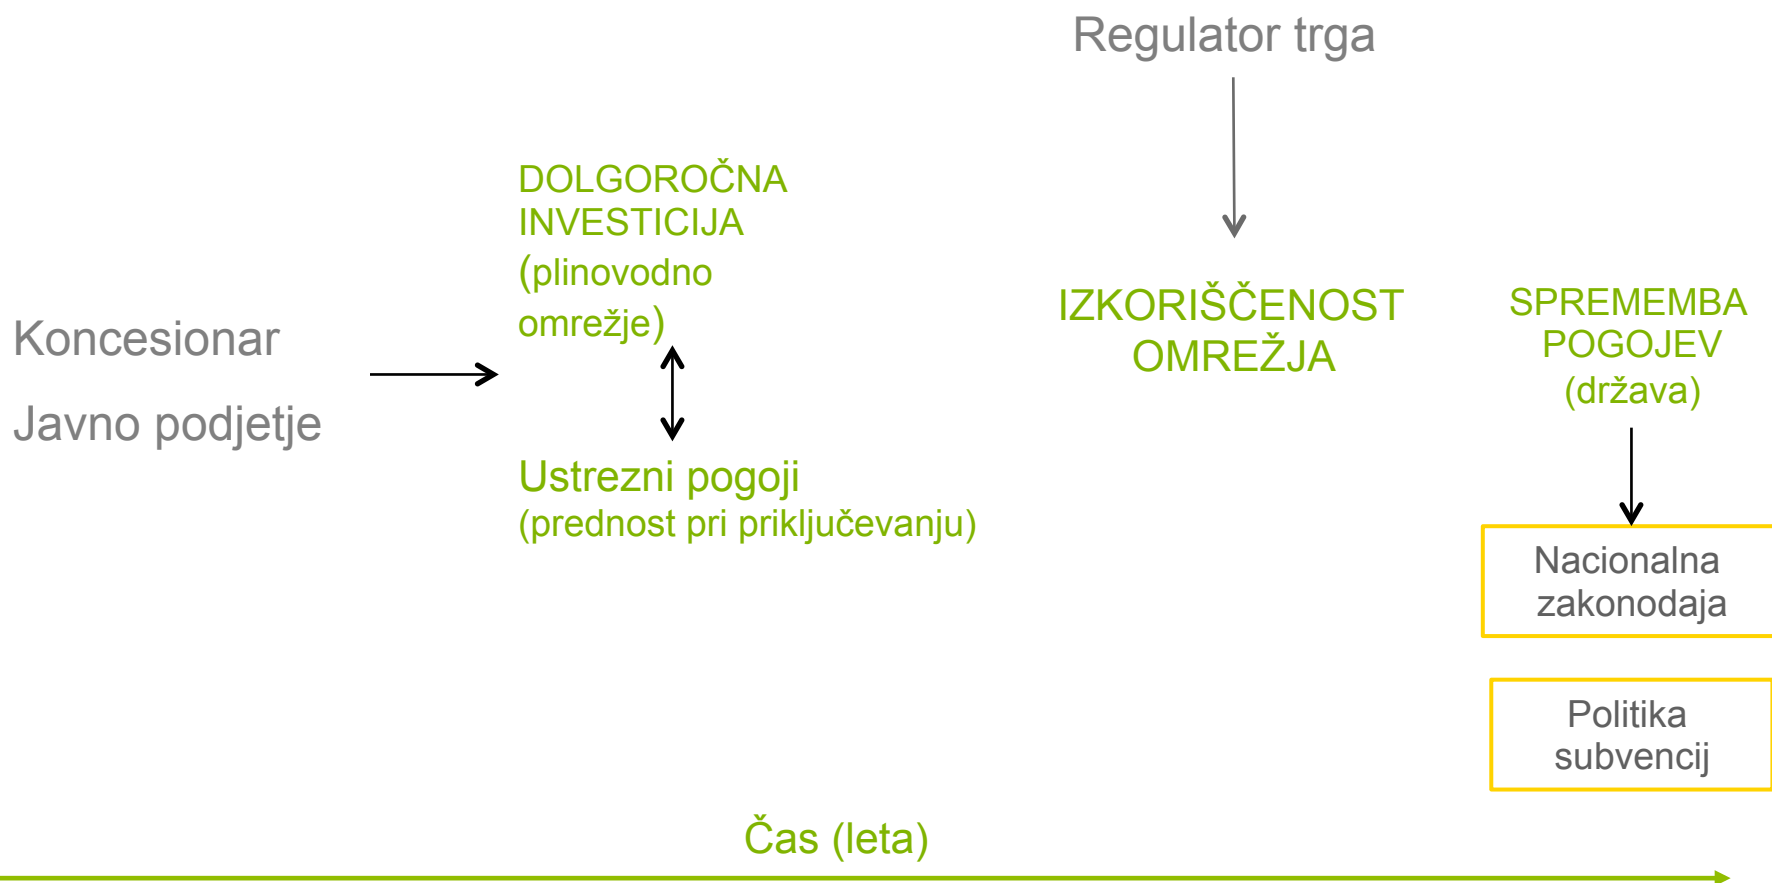 Regulator trga
DOLGOROČNA
INVESTICIJA
(plinovodno
omrežje)
Koncesionar
Javno podjetje
Ustrezni pogoji
(prednost pri priključevanju)
IZKORIŠČENOST
OMREŽJA
SPREMEMBA
POGOJEV
(država)
Nacionalna
zakonodaja
Politika
subvencij
Čas (leta)